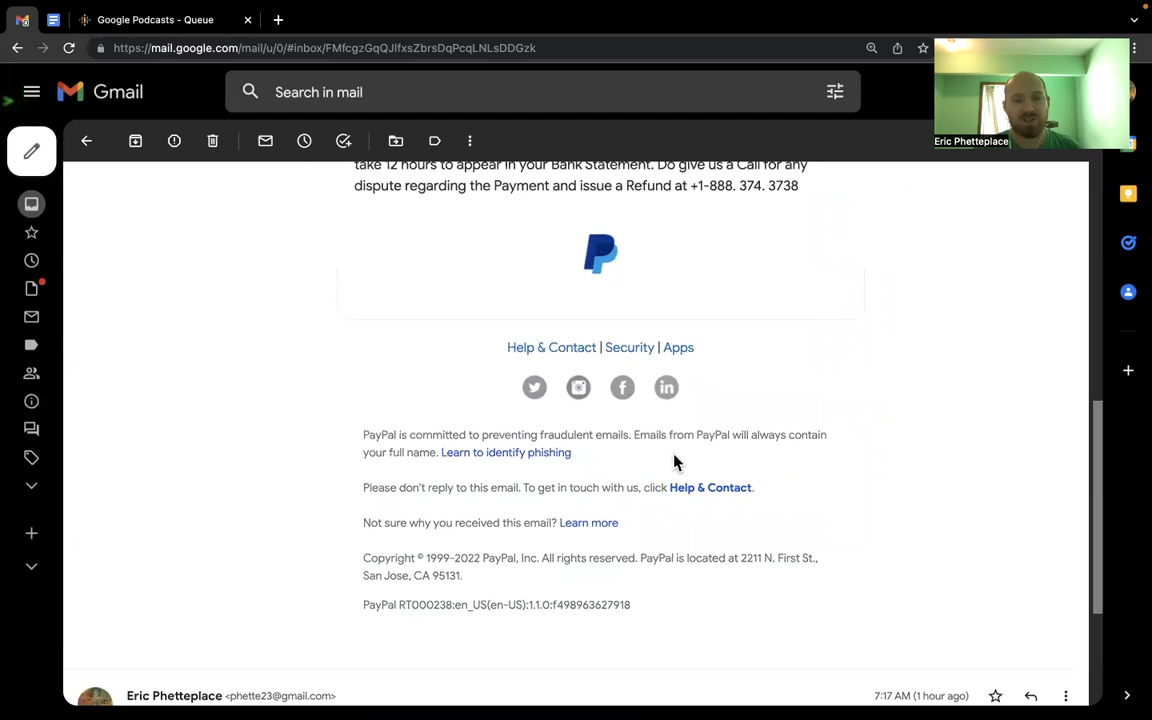 Google Podcasts - Queue
https://mail.google.com/mail/u/0/#inbox/FMfcgzGqQJlfxsZbrsDqPcqLNLsDDGzk
Gmail
Search in mail
Eric Phetteplace
take 12 hours to appear in your Bank Statement. Do give us a Call for any
dispute regarding the Payment and issue a Refund at +1-888. 374. 3738
Help & Contact | Security | Apps
PayPal is committed to preventing fraudulent emails. Emails from PayPal will always contain
your full name. Learn to identify phishing
Please don't reply to this email. To get in touch with us, click Help & Contact.
Not sure why you received this email? Learn more
Copyright © 1999-2022 PayPal, Inc. All rights reserved. PayPal is located at 2211 N. First St.,
San Jose, CA 95131.
PayPal RT000238:en_US(en-US):1.1.0:f498963627918
Eric Phetteplace <phette23@gmail.com>
7:17 AM (1 hour ago)